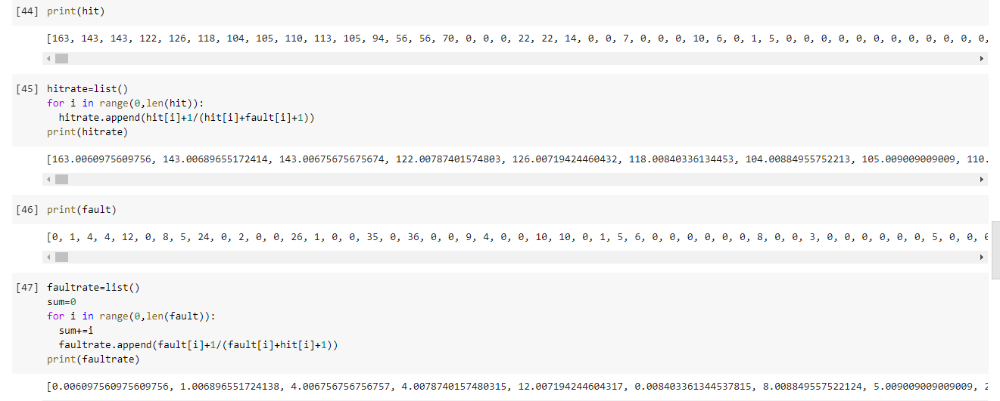 [44] print(hit)
[163, 143, 143, 122, 126, 118, 104, 105, 110, 113, 105, 94, 56, 56, 70, 0, 0, 0, 22, 22, 14, 0, 0, 7, 0, 0, 0, 10, 6, 0, 1, 5, 0, 0, 0, 0, 0, 0, 0, 0, 0, 0, 0, 0,
[45] hitrate=list()
for i in range(0,len(hit)):
  hitrate.append(hit[i]+1/(hit[i]+fault[i]+1))
print(hitrate)
[163.0060975609756, 143.00689655172414, 143.00675675675674, 122.00787401574803, 126.00719424460432, 118.00840336134453, 104.00884955752213, 105.009009009009, 110.
[46] print(fault)
[0, 1, 4, 4, 12, 0, 8, 5, 24, 0, 2, 0, 0, 26, 1, 0, 0, 35, 0, 36, 0, 0, 9, 4, 0, 0, 10, 10, 0, 1, 5, 6, 0, 0, 0, 0, 0, 0, 8, 0, 0, 3, 0, 0, 0, 0, 0, 0, 5, 0, 0, 0
[47] faultrate=list()
sum=0
for i in range(0,len(fault)):
  sum+=i
  faultrate.append(fault[i]+1/(fault[i]+hit[i]+1))
print(faultrate)
[0.006097560975609756, 1.006896551724138, 4.006756756756757, 4.0078740157480315, 12.007194244604317, 0.008403361344537815, 8.008849557522124, 5.009009009009009, 2